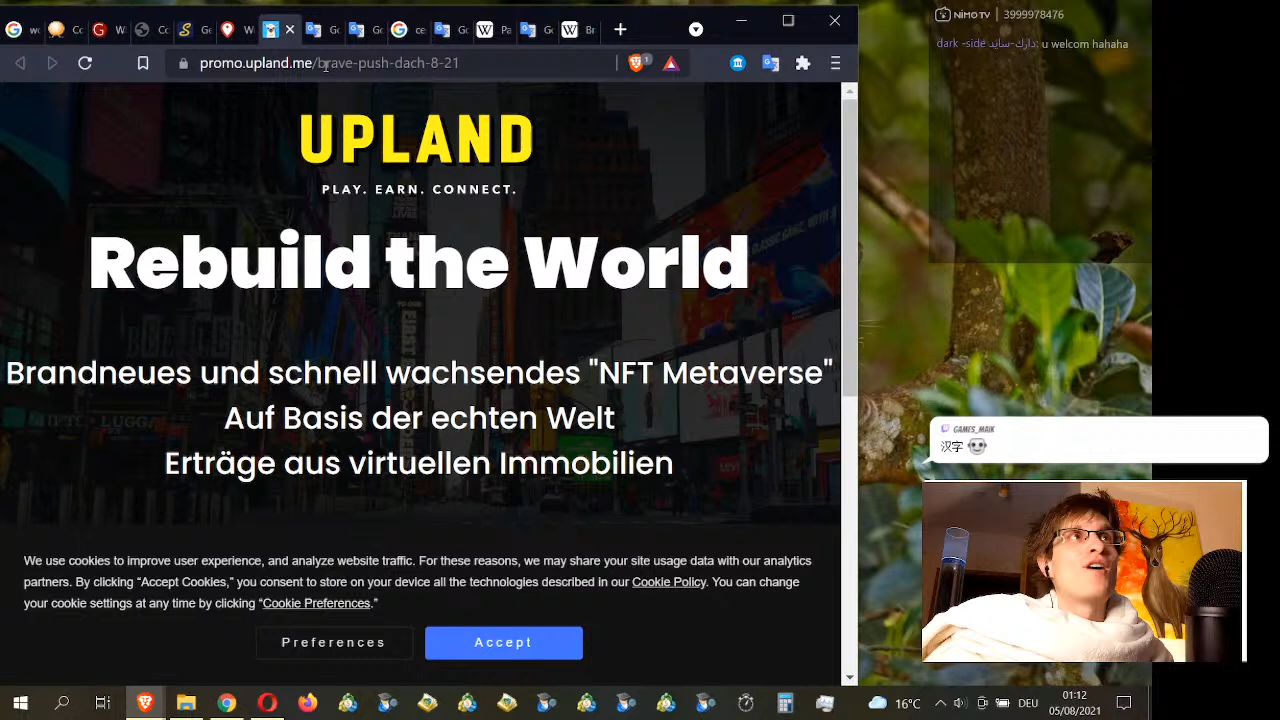 NIMO TV | 3999978476
dark -side دارك-سايد: u welcom hahaha
promo.upland.me/brave-push-dach-8-21
1
UPLAND
PLAY. EARN. CONNECT.
Rebuild the World
Brandneues und schnell wachsendes "NFT Metaverse"
Auf Basis der echten Welt
Erträge aus virtuellen Immobilien
GAMES_MAIK
汉字
We use cookies to improve user experience, and analyze website traffic. For these reasons, we may share your site usage data with our analytics
partners. By clicking “Accept Cookies,” you consent to store on your device all the technologies described in our Cookie Policy. You can change
your cookie settings at any time by clicking “Cookie Preferences.”
Preferences
Accept
16°C
DEU
01:12
05/08/2021